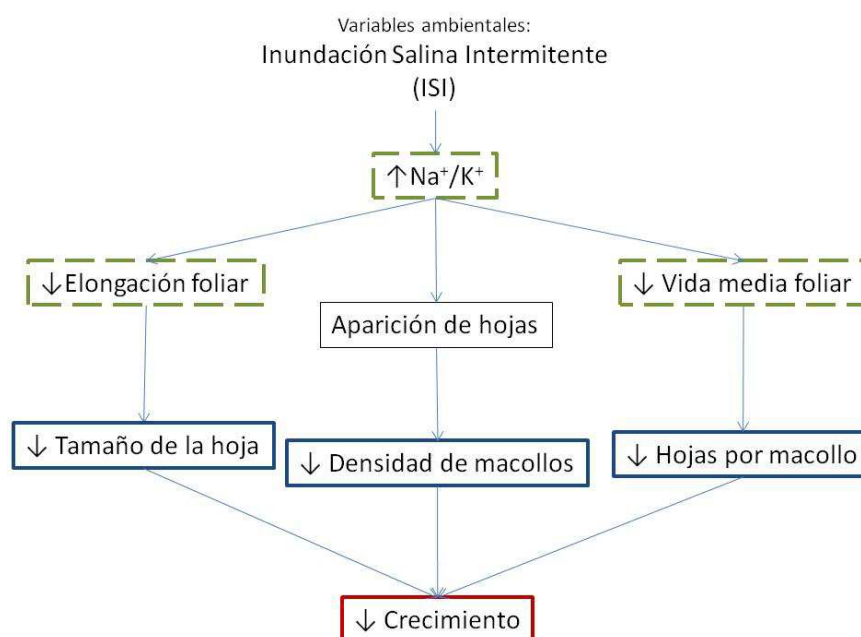 Variables ambientales:
Inundación Salina Intermitente
(ISI)
↑Na⁺/K⁺
↓Elongación foliar
↓ Vida media foliar
Aparición de hojas
↓ Tamaño de la hoja
↓ Densidad de macollos
↓ Hojas por macollo
↓ Crecimiento